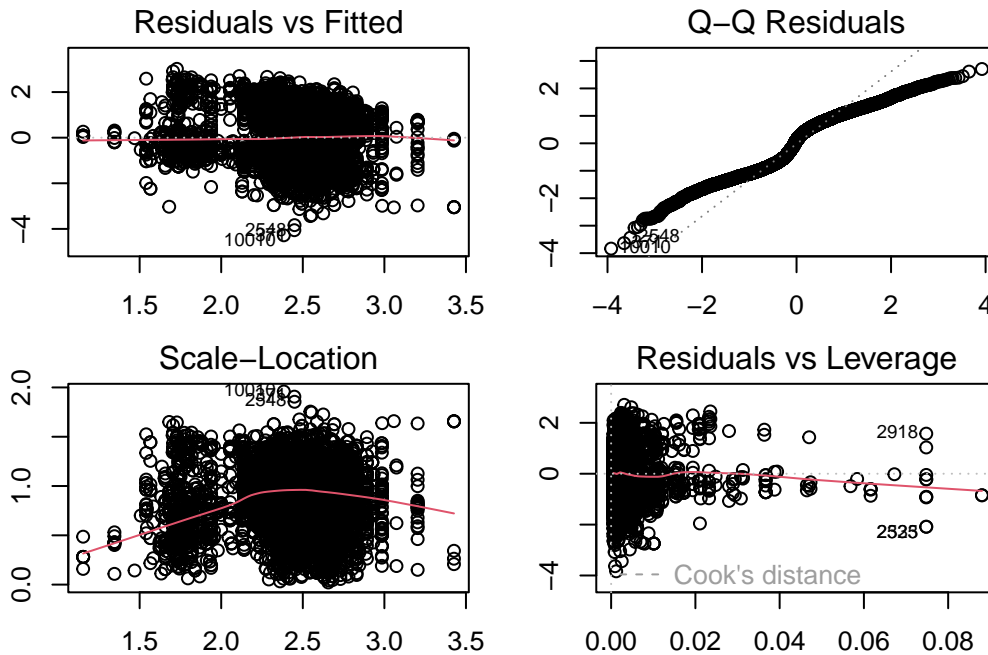 Residuals vs Fitted
2
0
−4
2548
10010
1.5 2.0 2.5 3.0 3.5
Q−Q Residuals
2
0
−2
−4
2548
10010
−4 −2 0 2 4
Scale−Location
2.0
1.0
0.0
10010
2548
1.5 2.0 2.5 3.0 3.5
Residuals vs Leverage
2
0
−4
2918
2535
Cook's distance
0.00 0.02 0.04 0.06 0.08